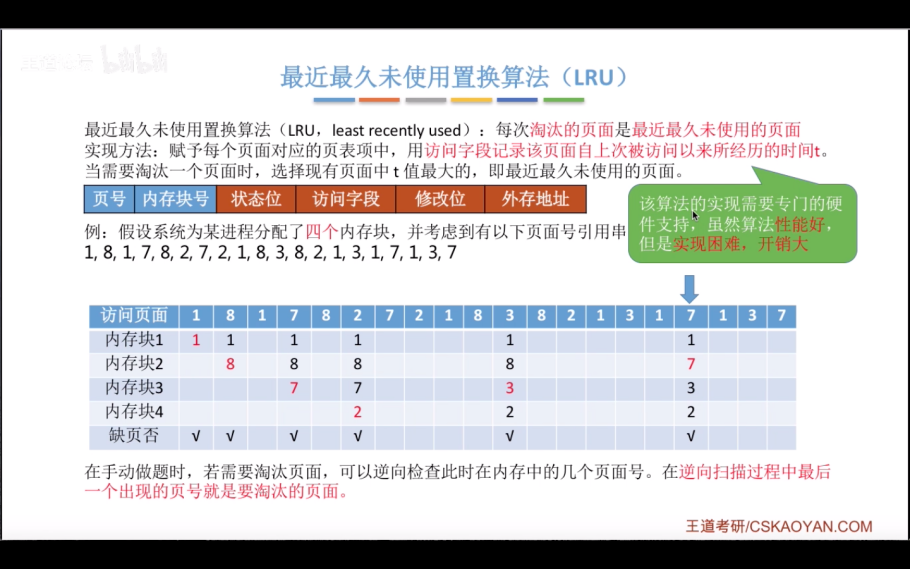 bilibili
最近最久未使用置换算法（LRU）
最近最久未使用置换算法（LRU，least recently used）：每次淘汰的页面是最近最久未使用的页面
实现方法：赋予每个页面对应的页表项中，用访问字段记录该页面自上次被访问以来所经历的时间t。
当需要淘汰一个页面时，选择现有页面中 t 值最大的，即最近最久未使用的页面。
页号 内存块号 状态位 访问字段 修改位 外存地址
该算法的实现需要专门的硬
件支持，虽然算法性能好，
但是实现困难，开销大
例：假设系统为某进程分配了四个内存块，并考虑到有以下页面号引用串
1, 8, 1, 7, 8, 2, 7, 2, 1, 8, 3, 8, 2, 1, 3, 1, 7, 1, 3, 7
访问页面 1 8 1 7 8 2 7 2 1 8 3 8 2 1 3 1 7 1 3 7
内存块1 1 1 1 1 1 1
内存块2 8 8 8 8 7
内存块3 7 7 3 3
内存块4 2 2 2
缺页否 √ √ √ √ √ √
在手动做题时，若需要淘汰页面，可以逆向检查此时在内存中的几个页面号。在逆向扫描过程中最后
一个出现的页号就是要淘汰的页面。
王道考研/CSKAOYAN.COM